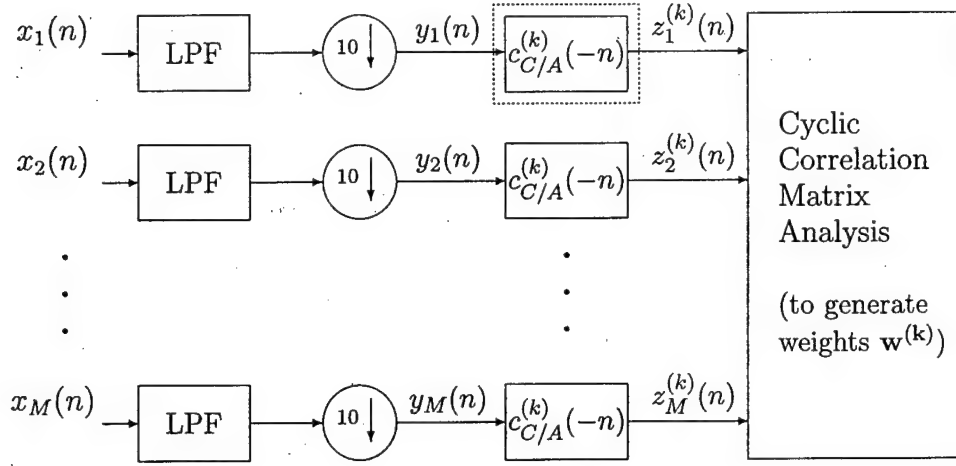 x_1(n) LPF 10 ↓ y_1(n) c_{C/A}^{(k)}(-n) z_1^{(k)}(n)
x_2(n) LPF 10 ↓ y_2(n) c_{C/A}^{(k)}(-n) z_2^{(k)}(n)
x_M(n) LPF 10 ↓ y_M(n) c_{C/A}^{(k)}(-n) z_M^{(k)}(n)
Cyclic
Correlation
Matrix
Analysis
(to generate
weights w^{(k)})